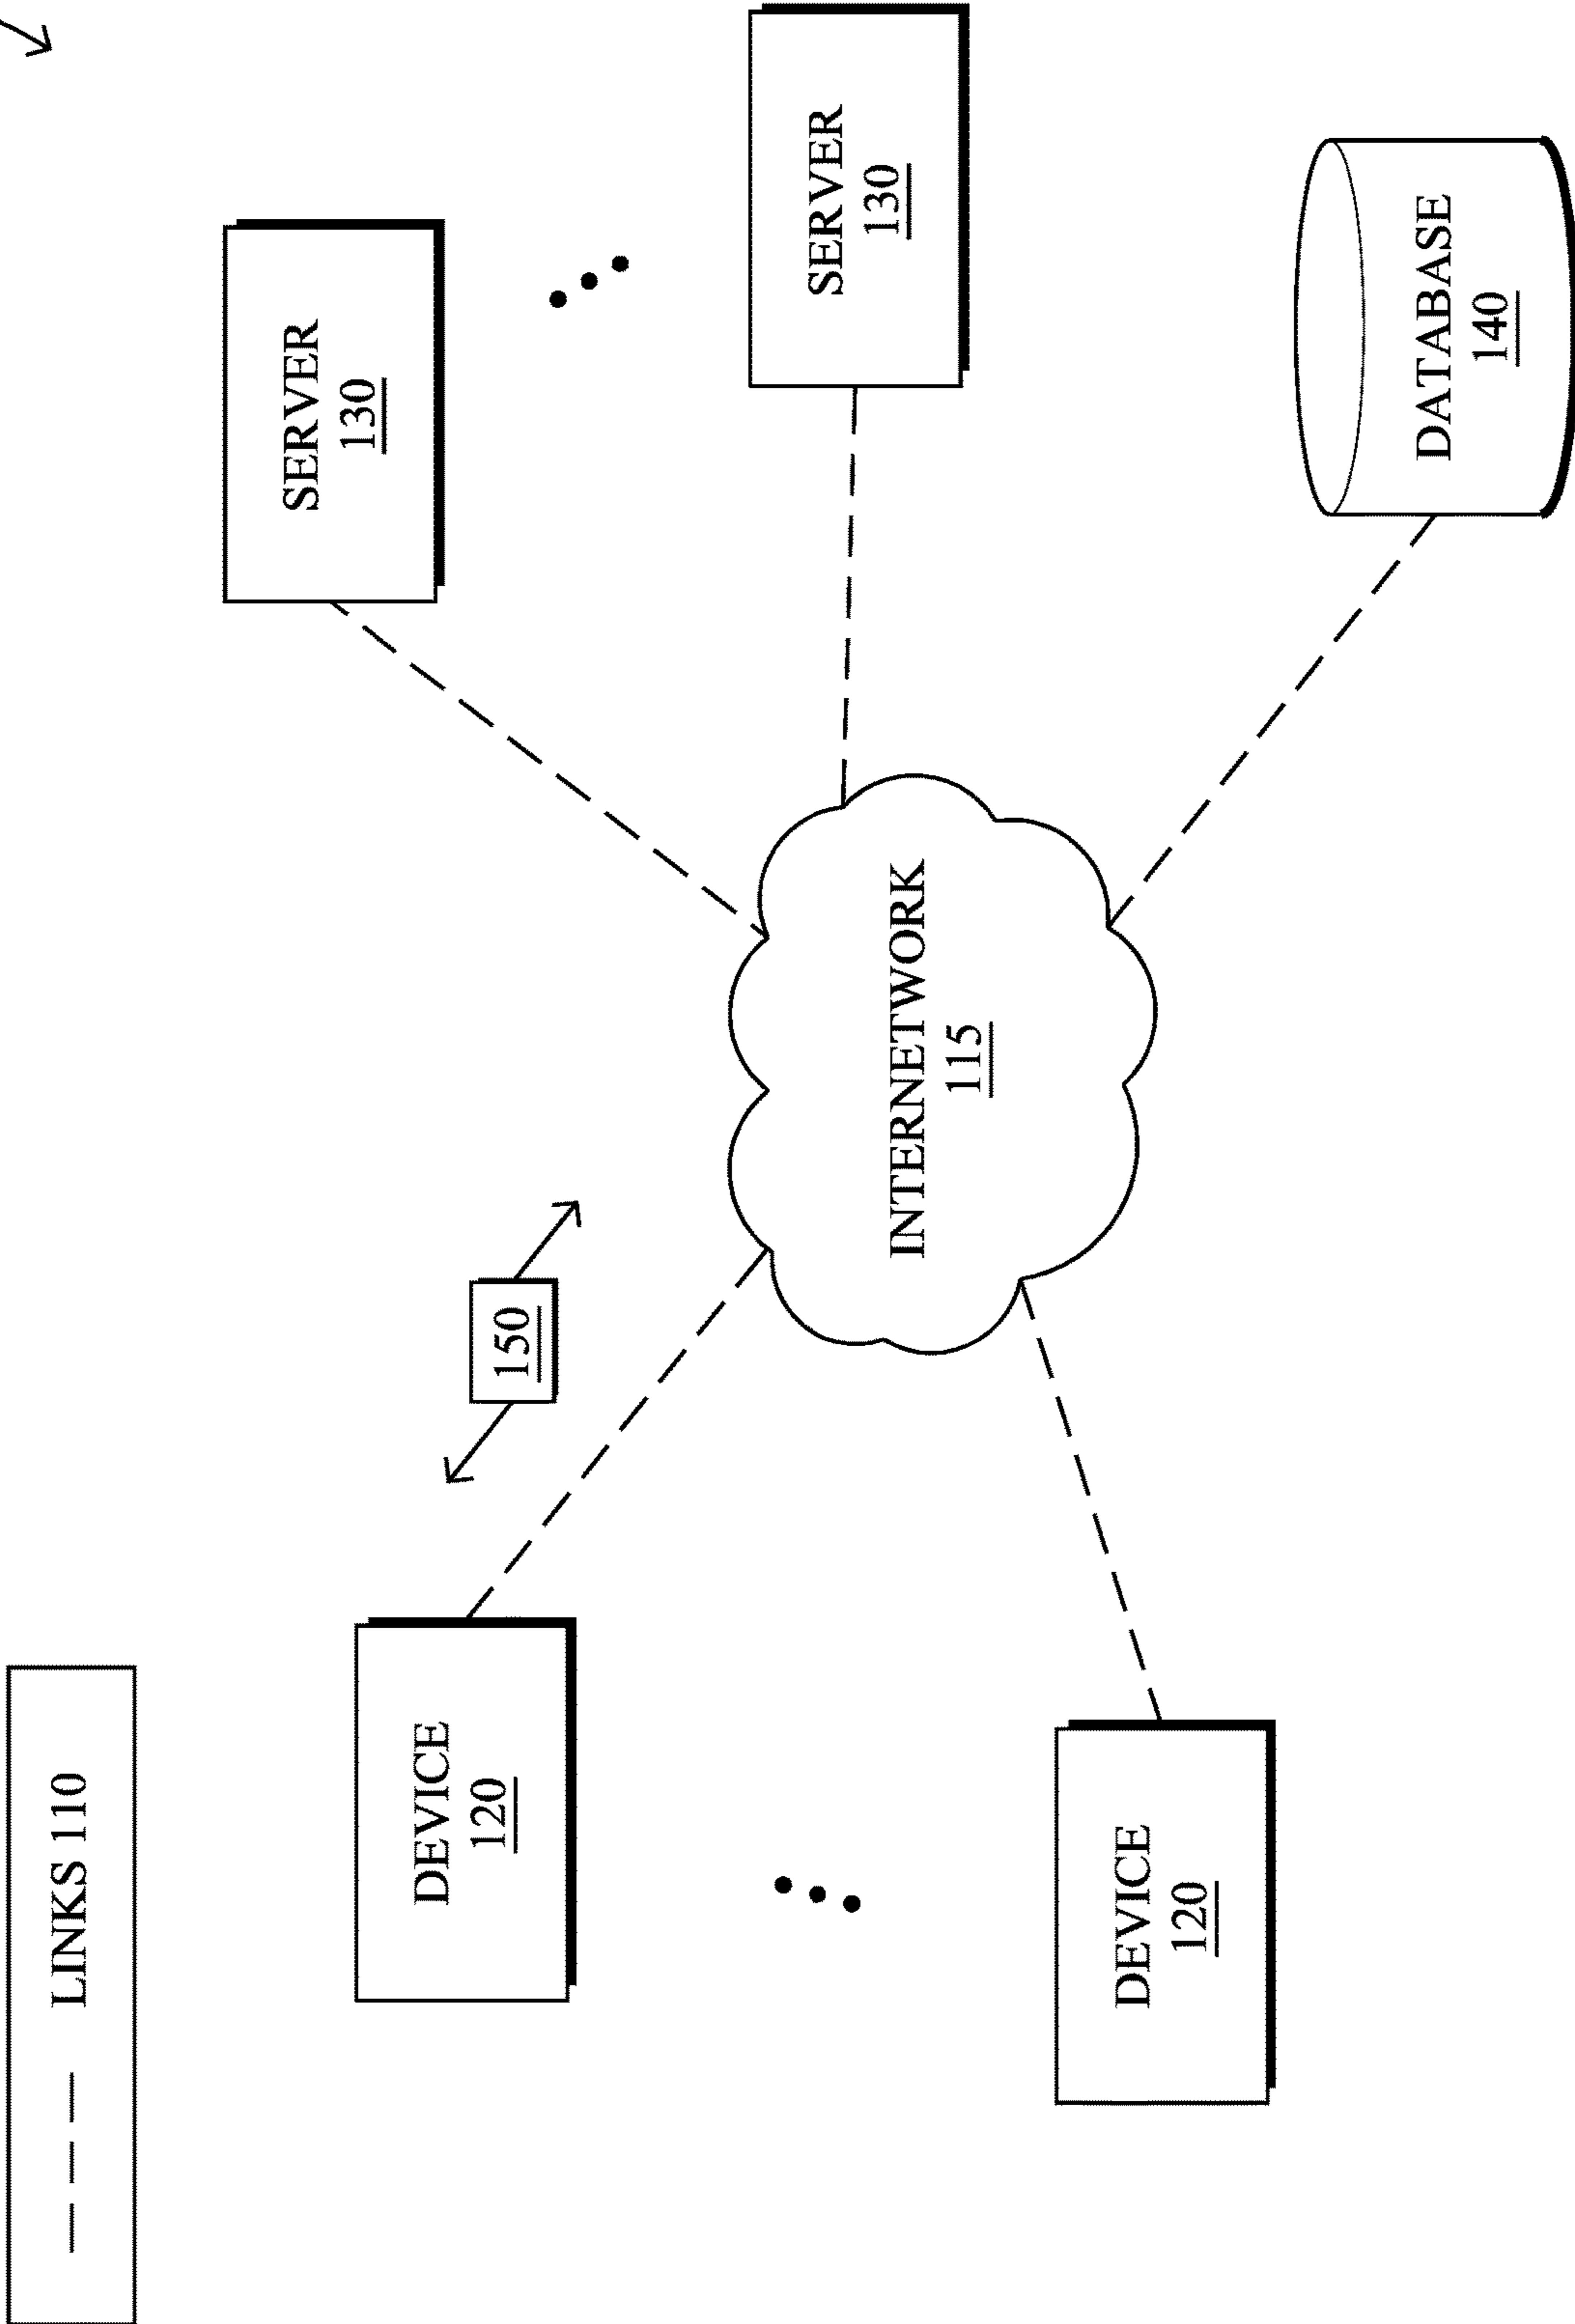 LINKS 110
DEVICE
120
150
SERVER
130
SERVER
130
INTERNETWORK
115
DEVICE
120
DATABASE
140